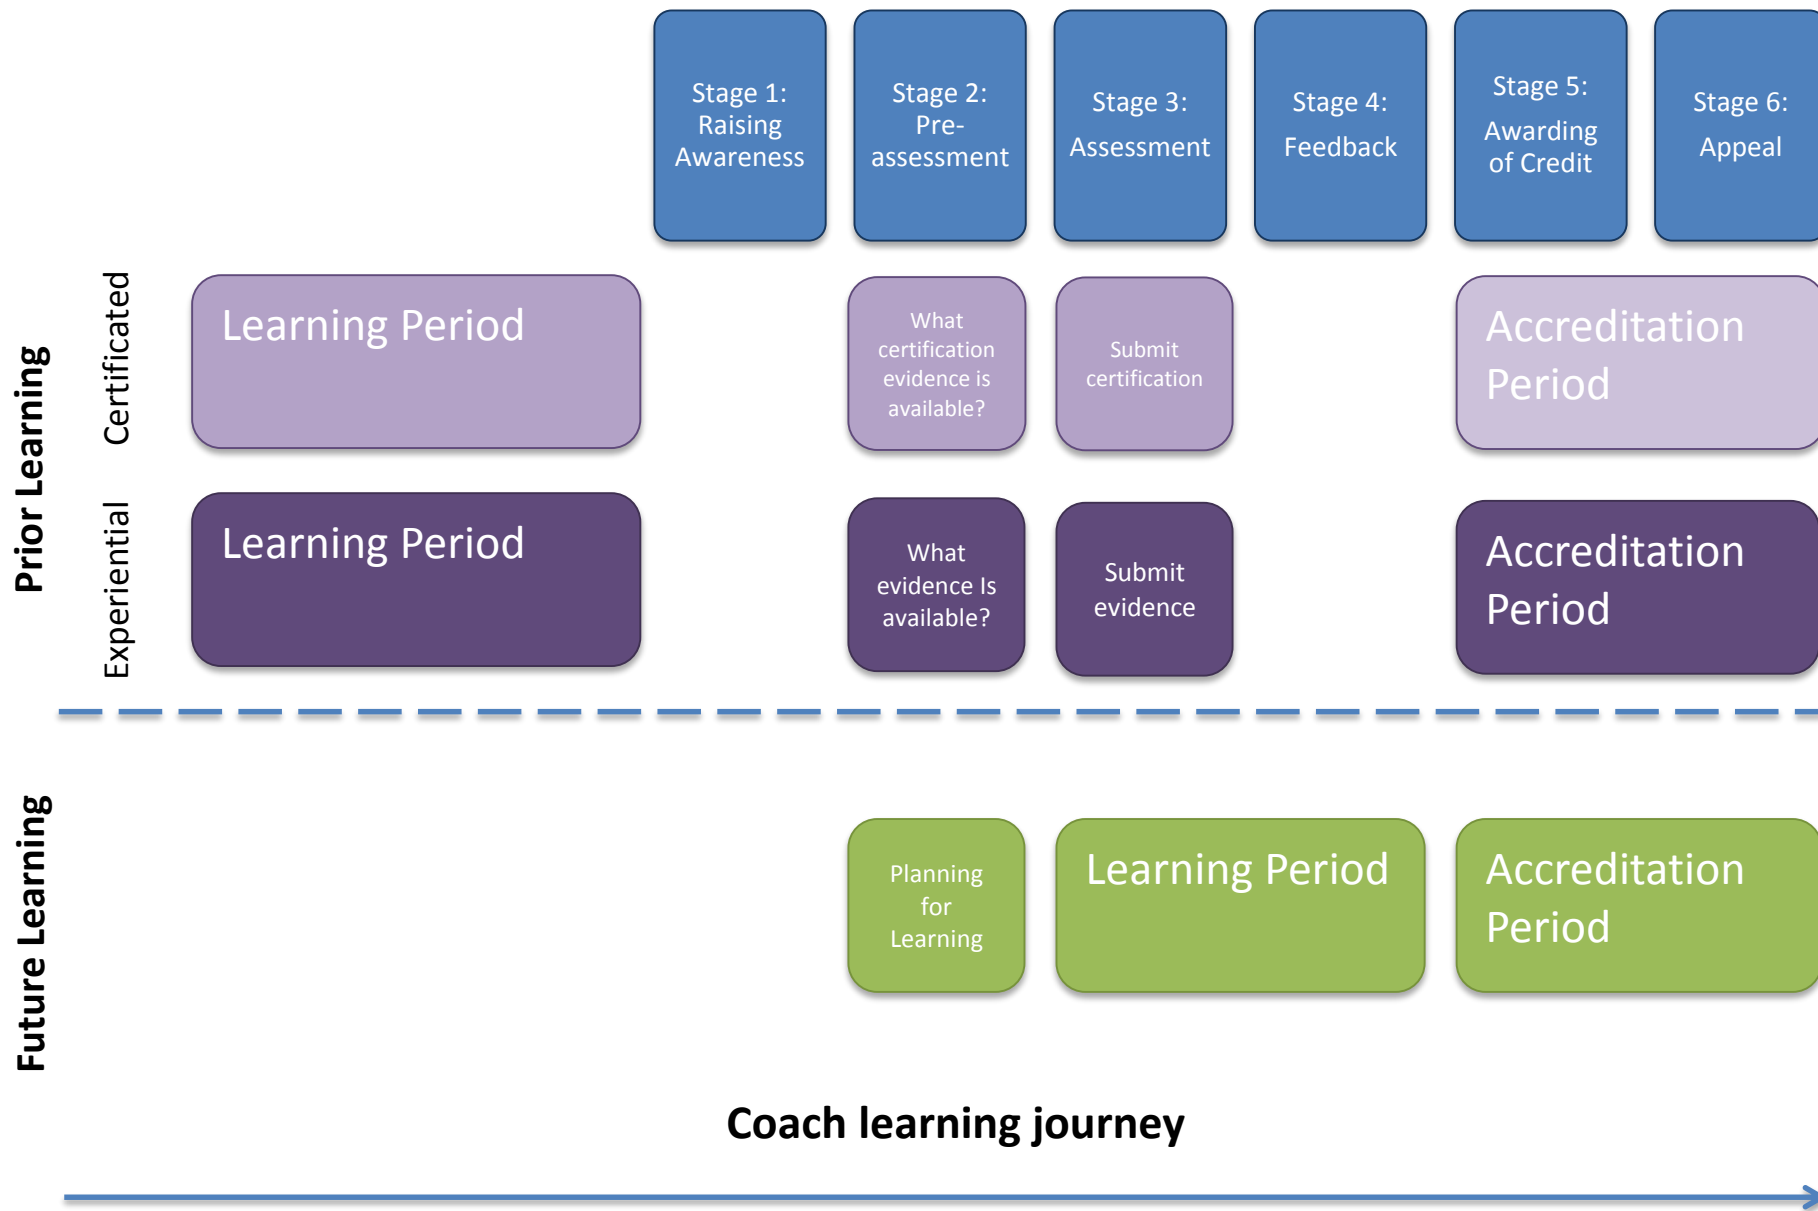 Stage 1:
Raising
Awareness
Stage 2:
Pre-
assessment
Stage 3:
Assessment
Stage 4:
Feedback
Stage 5:
Awarding
of Credit
Stage 6:
Appeal
Prior Learning
Certificated
Learning Period
What
certification
evidence is
available?
Submit
certification
Accreditation
Period
Experiential
Learning Period
What
evidence Is
available?
Submit
evidence
Accreditation
Period
Future Learning
Planning
for
Learning
Learning Period
Accreditation
Period
Coach learning journey